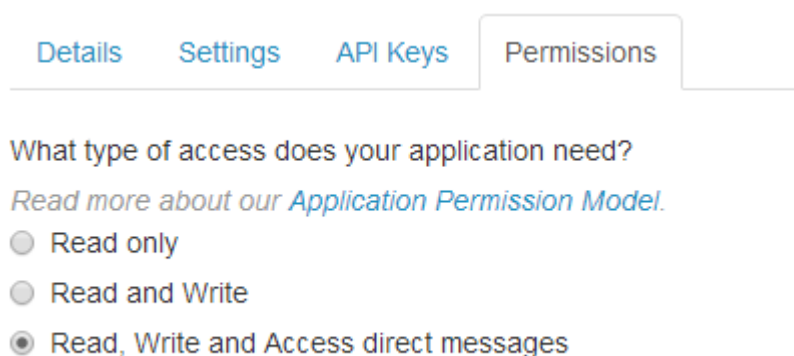 Details Settings API Keys Permissions
What type of access does your application need?
Read more about our Application Permission Model.
Read only
Read and Write
Read, Write and Access direct messages